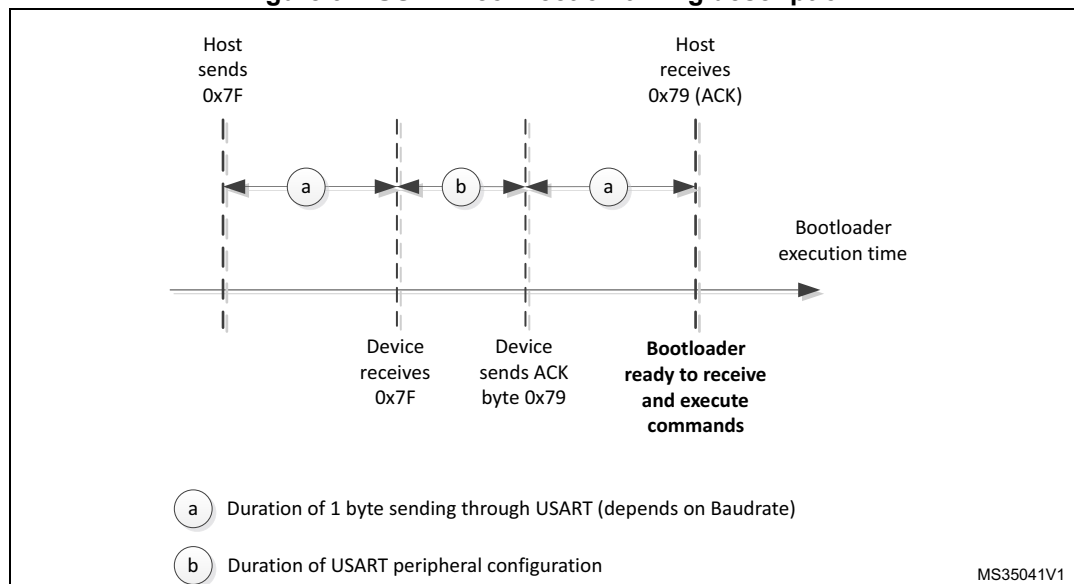 Host
sends
0x7F
Host
receives
0x79 (ACK)
a
b
a
Bootloader
execution time
Device
receives
0x7F
Device
sends ACK
byte 0x79
Bootloader
ready to receive
and execute
commands
a Duration of 1 byte sending through USART (depends on Baudrate)
b Duration of USART peripheral configuration
MS35041V1